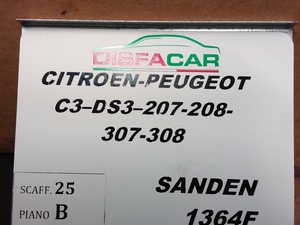 DISFACAR
CITROEN-PEUGEOT
C3–DS3–207-208-
307-308
SCAFF. 25
SANDEN
PIANO B
1364F